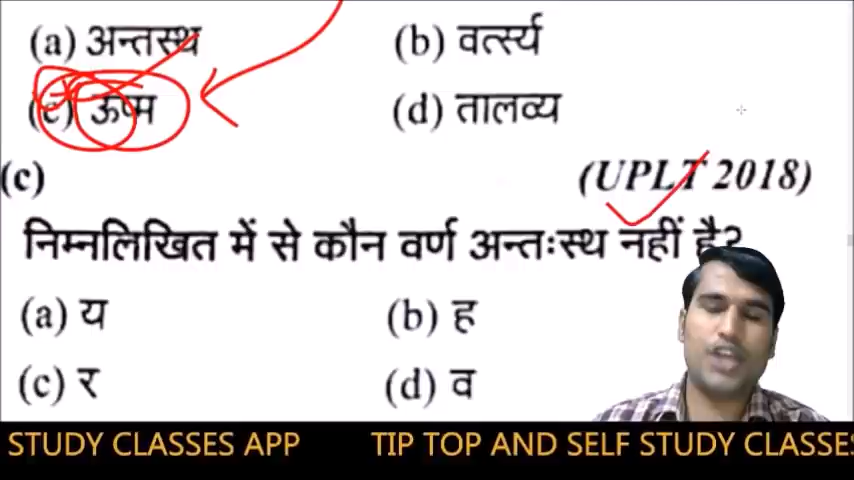 (a) अन्तस्थ (b) वर्त्स्य
(c) ऊष्म (d) तालव्य
(c) (UPLT 2018)
निम्नलिखित में से कौन वर्ण अन्तःस्थ नहीं है?
(a) य (b) ह
(c) र (d) व
STUDY CLASSES APP TIP TOP AND SELF STUDY CLASSES